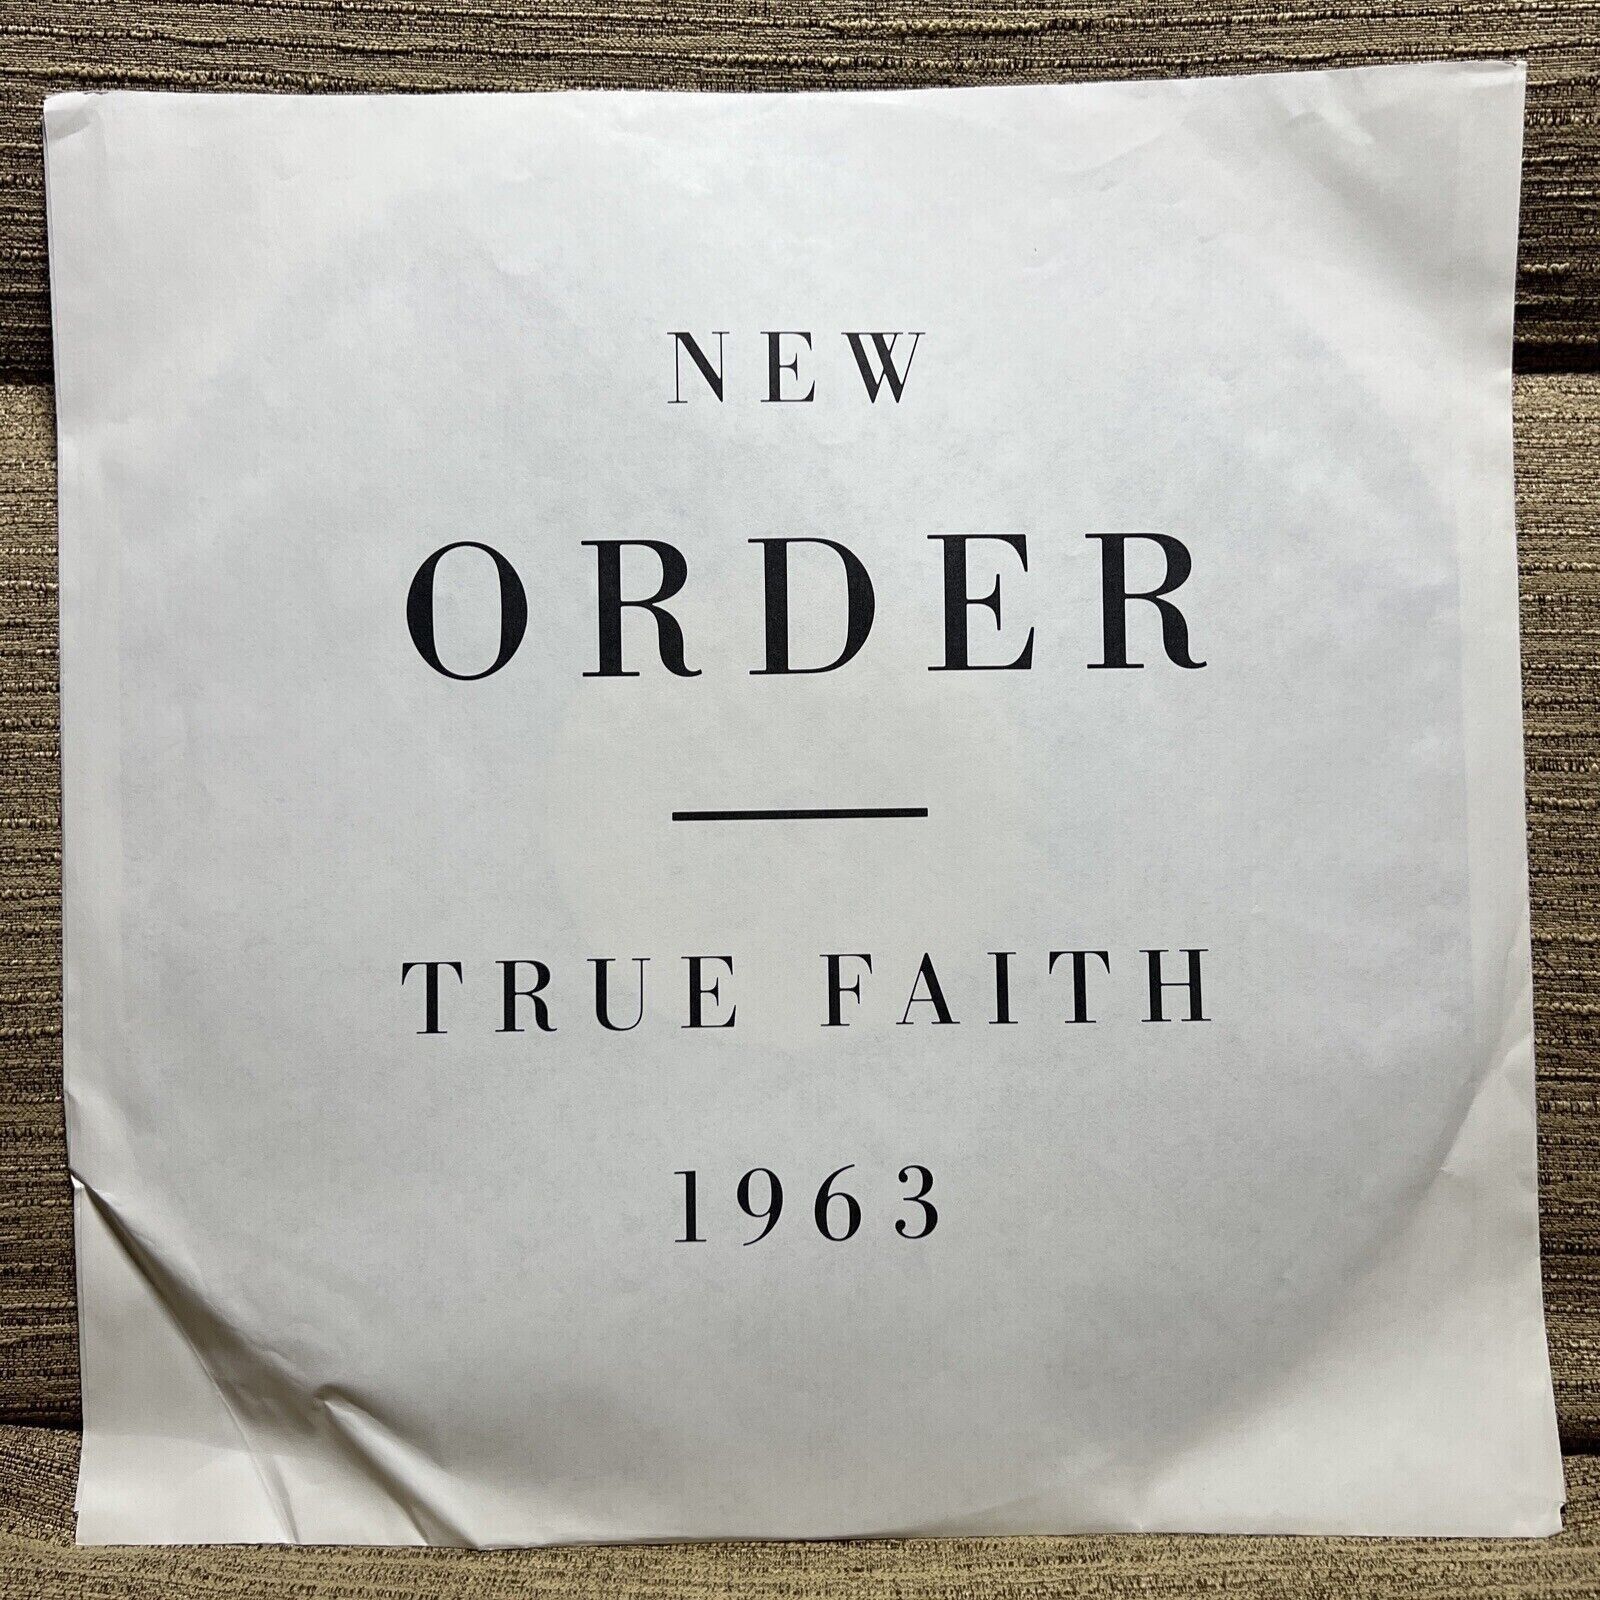 NEW
ORDER
TRUE FAITH
1963